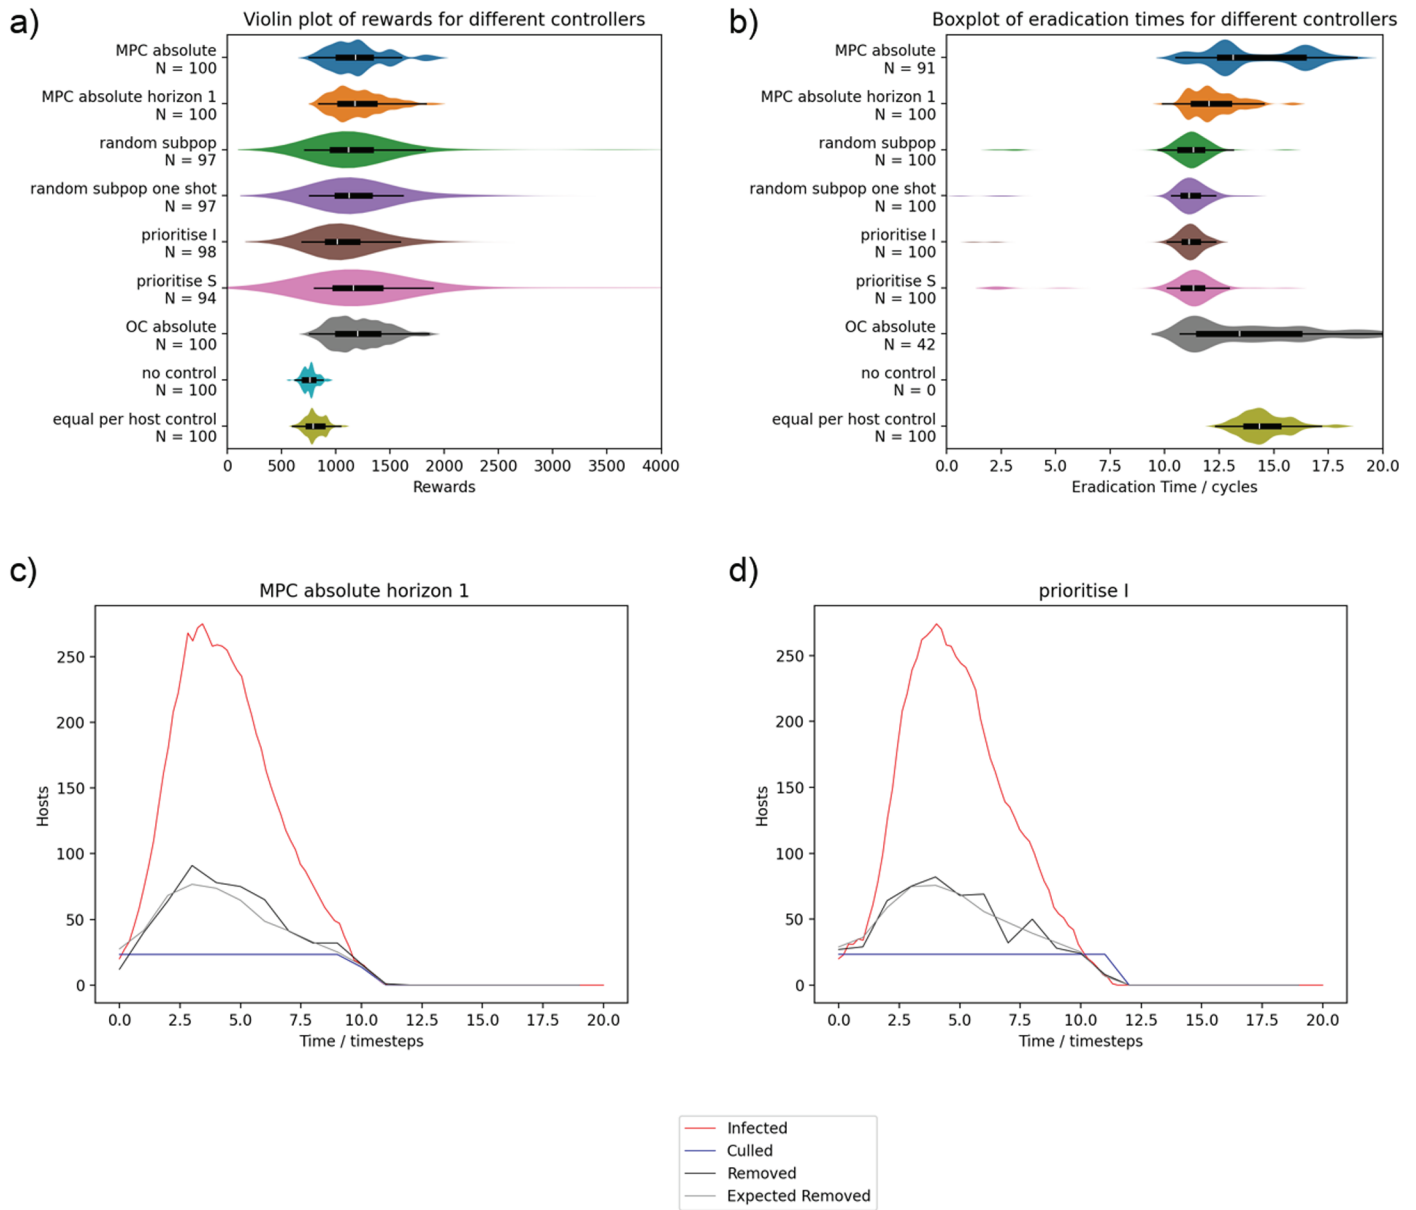 a)
Violin plot of rewards for different controllers
MPC absolute
N = 100
MPC absolute horizon 1
N = 100
random subpop
N = 97
random subpop one shot
N = 97
prioritise I
N = 98
prioritise S
N = 94
OC absolute
N = 100
no control
N = 100
equal per host control
N = 100
0 500 1000 1500 2000 2500 3000 3500 4000
Rewards
b)
Boxplot of eradication times for different controllers
MPC absolute
N = 91
MPC absolute horizon 1
N = 100
random subpop
N = 100
random subpop one shot
N = 100
prioritise I
N = 100
prioritise S
N = 100
OC absolute
N = 42
no control
N = 0
equal per host control
N = 100
0.0 2.5 5.0 7.5 10.0 12.5 15.0 17.5 20.0
Eradication Time / cycles
c)
MPC absolute horizon 1
250
200
150
100
50
0
Hosts
0.0 2.5 5.0 7.5 10.0 12.5 15.0 17.5 20.0
Time / timesteps
d)
prioritise I
250
200
150
100
50
0
Hosts
0.0 2.5 5.0 7.5 10.0 12.5 15.0 17.5 20.0
Time / timesteps
Infected
Culled
Removed
Expected Removed